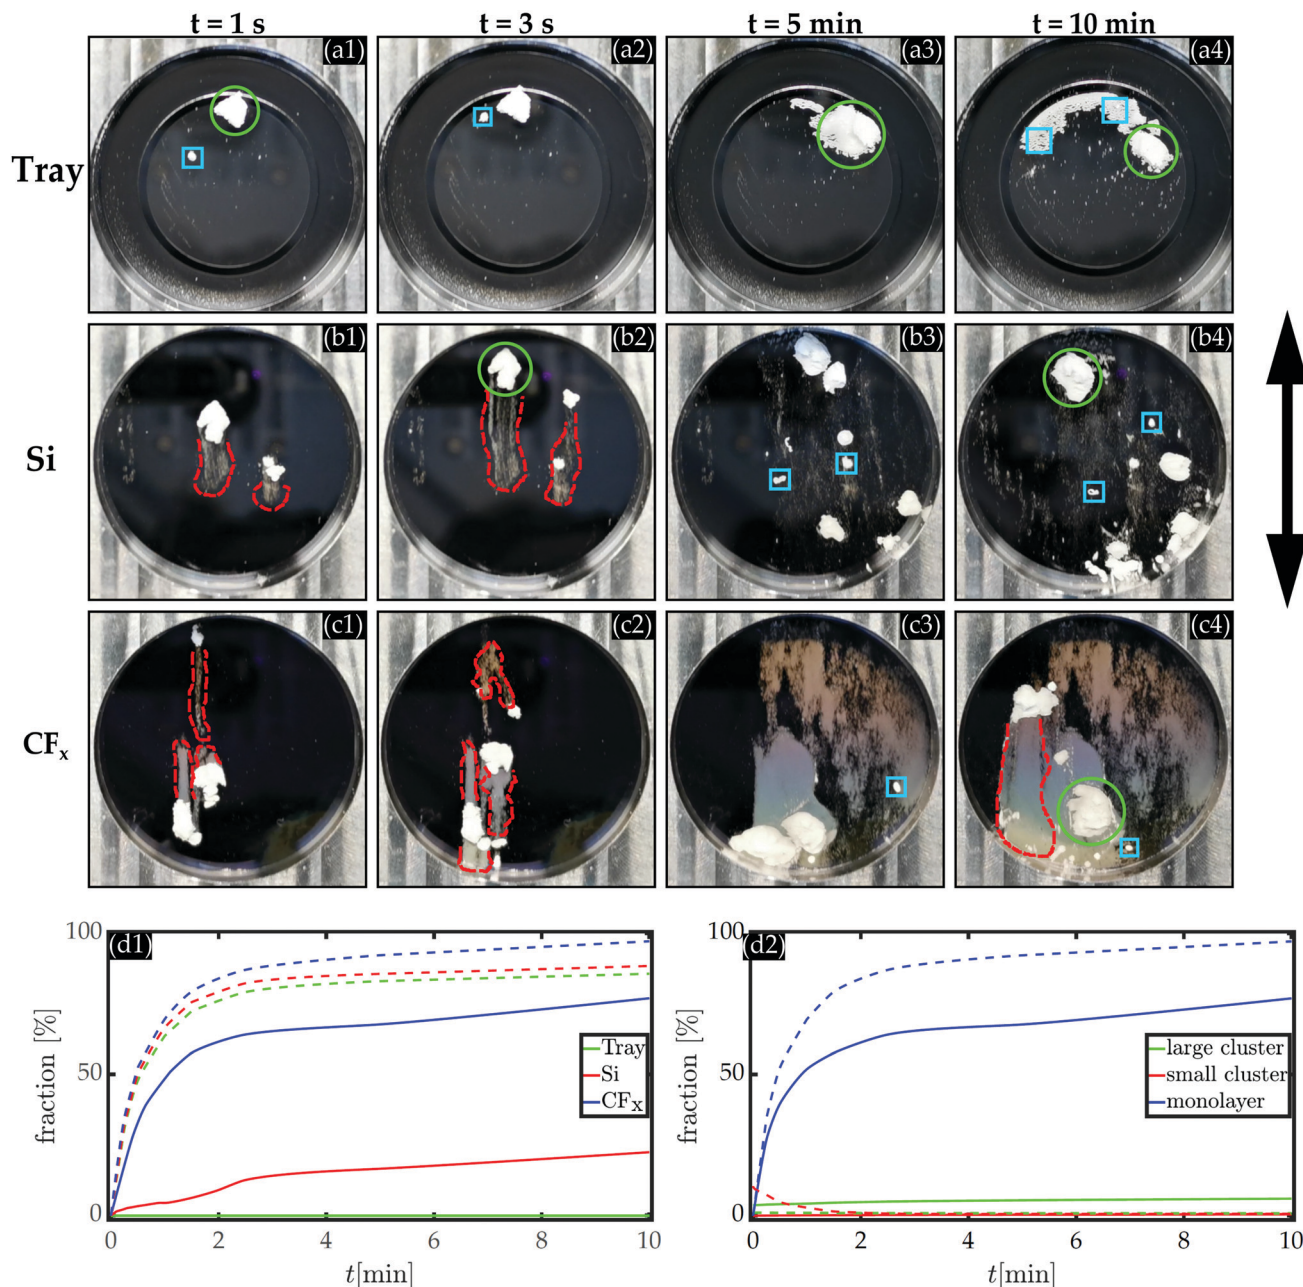 t = 1 s t = 3 s t = 5 min t = 10 min
(a1) (a2) (a3) (a4)
Tray
(b1) (b2) (b3) (b4)
Si
(c1) (c2) (c3) (c4)
CFₓ
100 (d1) 100 (d2)
fraction [%] fraction [%]
Tray large cluster
50 Si 50 small cluster
CFₓ monolayer
0 0
0 2 4 6 8 10 0 2 4 6 8 10
t[min] t[min]